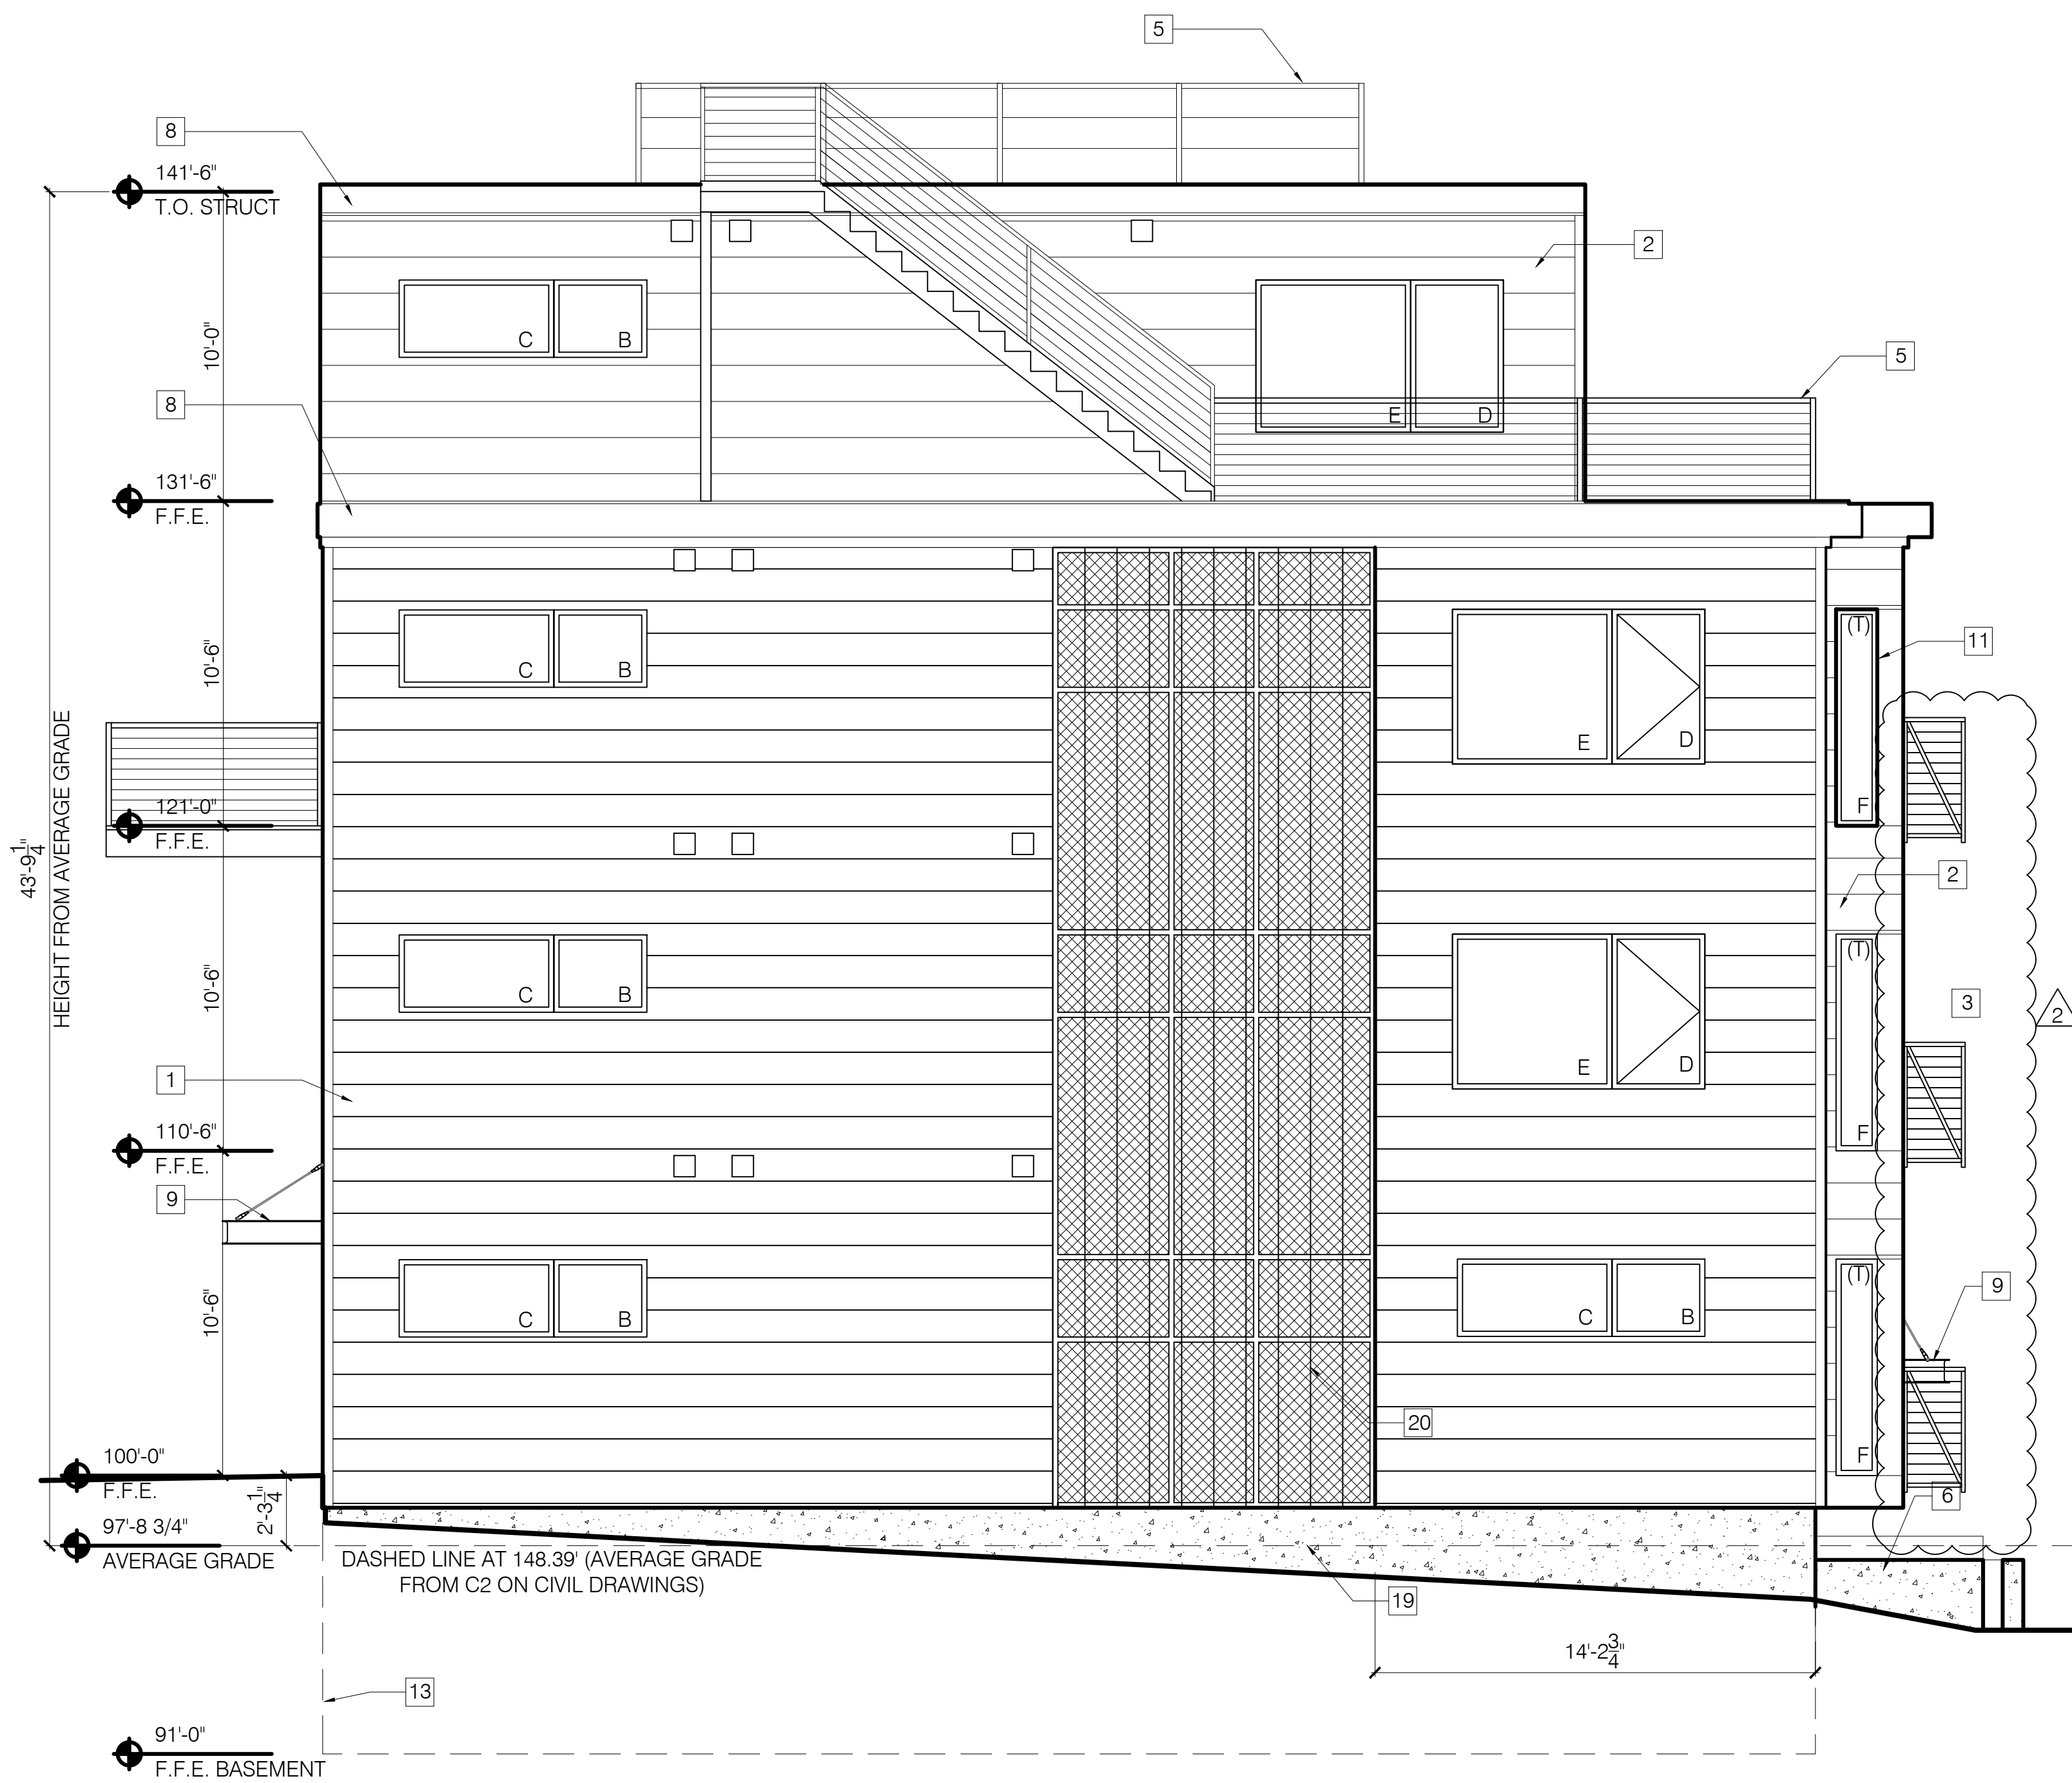 5
8
141'-6"
T.O. STRUCT
2
10'-0"
C
B
E
D
5
8
131'-6"
F.F.E.
10'-6"
C
B
E
D
(T)
F
11
43'-9 1/4"
HEIGHT FROM AVERAGE GRADE
121'-0"
F.F.E.
2
10'-6"
C
B
E
D
(T)
F
3
2
1
110'-6"
F.F.E.
9
10'-6"
C
B
C
B
(T)
F
9
20
100'-0"
F.F.E.
2'-3 1/4"
6
97'-8 3/4"
AVERAGE GRADE
DASHED LINE AT 148.39' (AVERAGE GRADE
FROM C2 ON CIVIL DRAWINGS)
19
14'-2 3/4"
13
91'-0"
F.F.E. BASEMENT